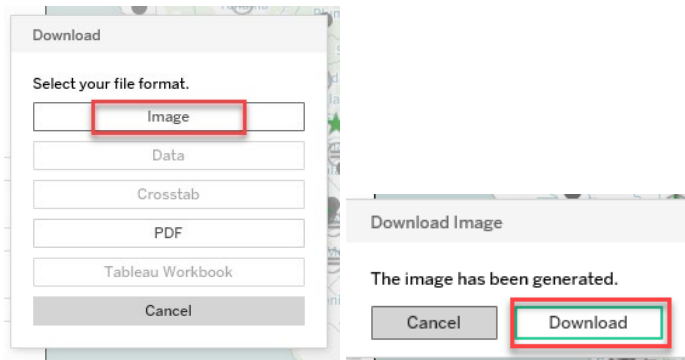 Download
Select your file format.
Image
Data
Crosstab
PDF
Tableau Workbook
Cancel
Download Image
The image has been generated.
Cancel
Download